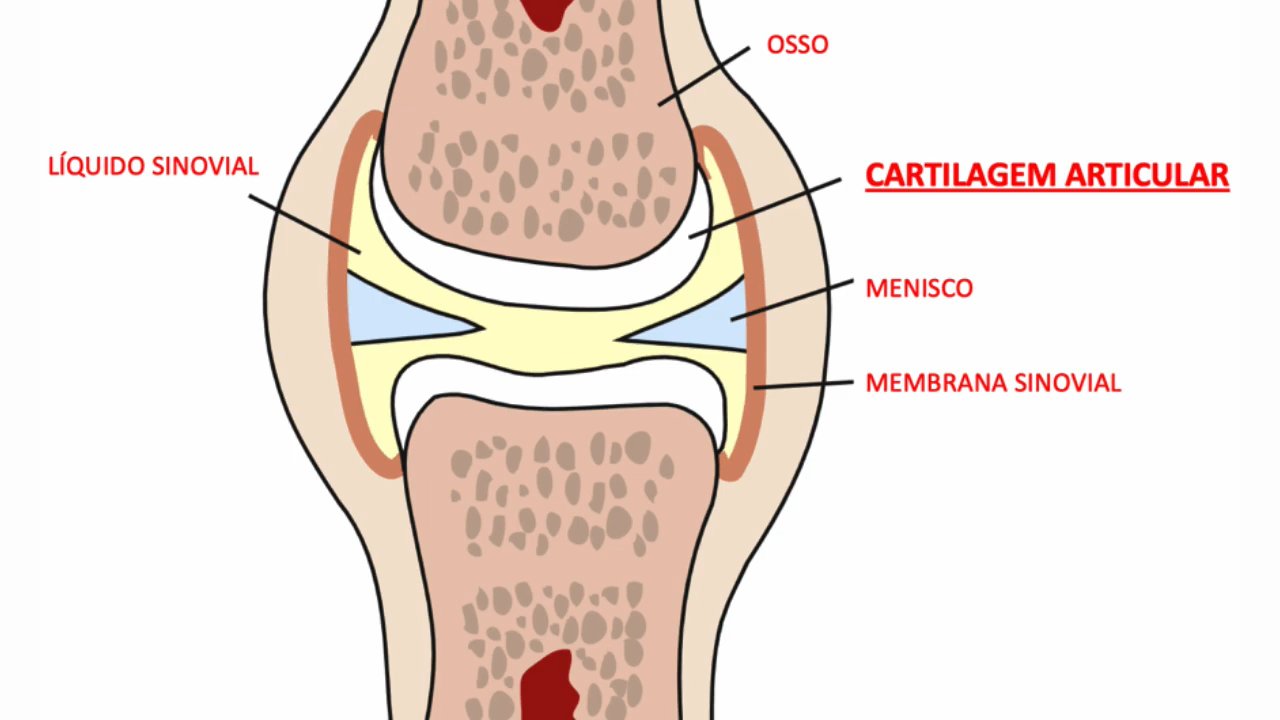 OSSO
LÍQUIDO SINOVIAL
CARTILAGEM ARTICULAR
MENISCO
MEMBRANA SINOVIAL